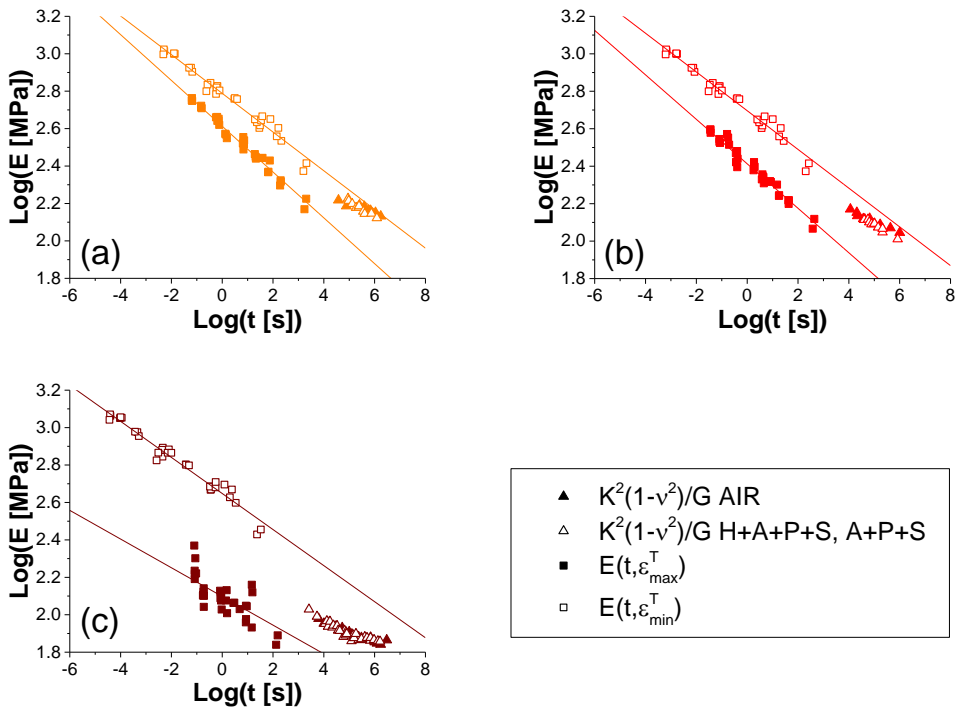 3.2
3.0
2.8
2.6
2.4
2.2
2.0
1.8
Log(E [MPa])
(a)
-6 -4 -2 0 2 4 6 8
Log(t [s])
3.2
3.0
2.8
2.6
2.4
2.2
2.0
1.8
Log(E [MPa])
(b)
-6 -4 -2 0 2 4 6 8
Log(t [s])
3.2
3.0
2.8
2.6
2.4
2.2
2.0
1.8
Log(E [MPa])
(c)
-6 -4 -2 0 2 4 6 8
Log(t [s])
K²(1-ν²)/G AIR
K²(1-ν²)/G H+A+P+S, A+P+S
E(t,ε^T_max)
E(t,ε^T_min)